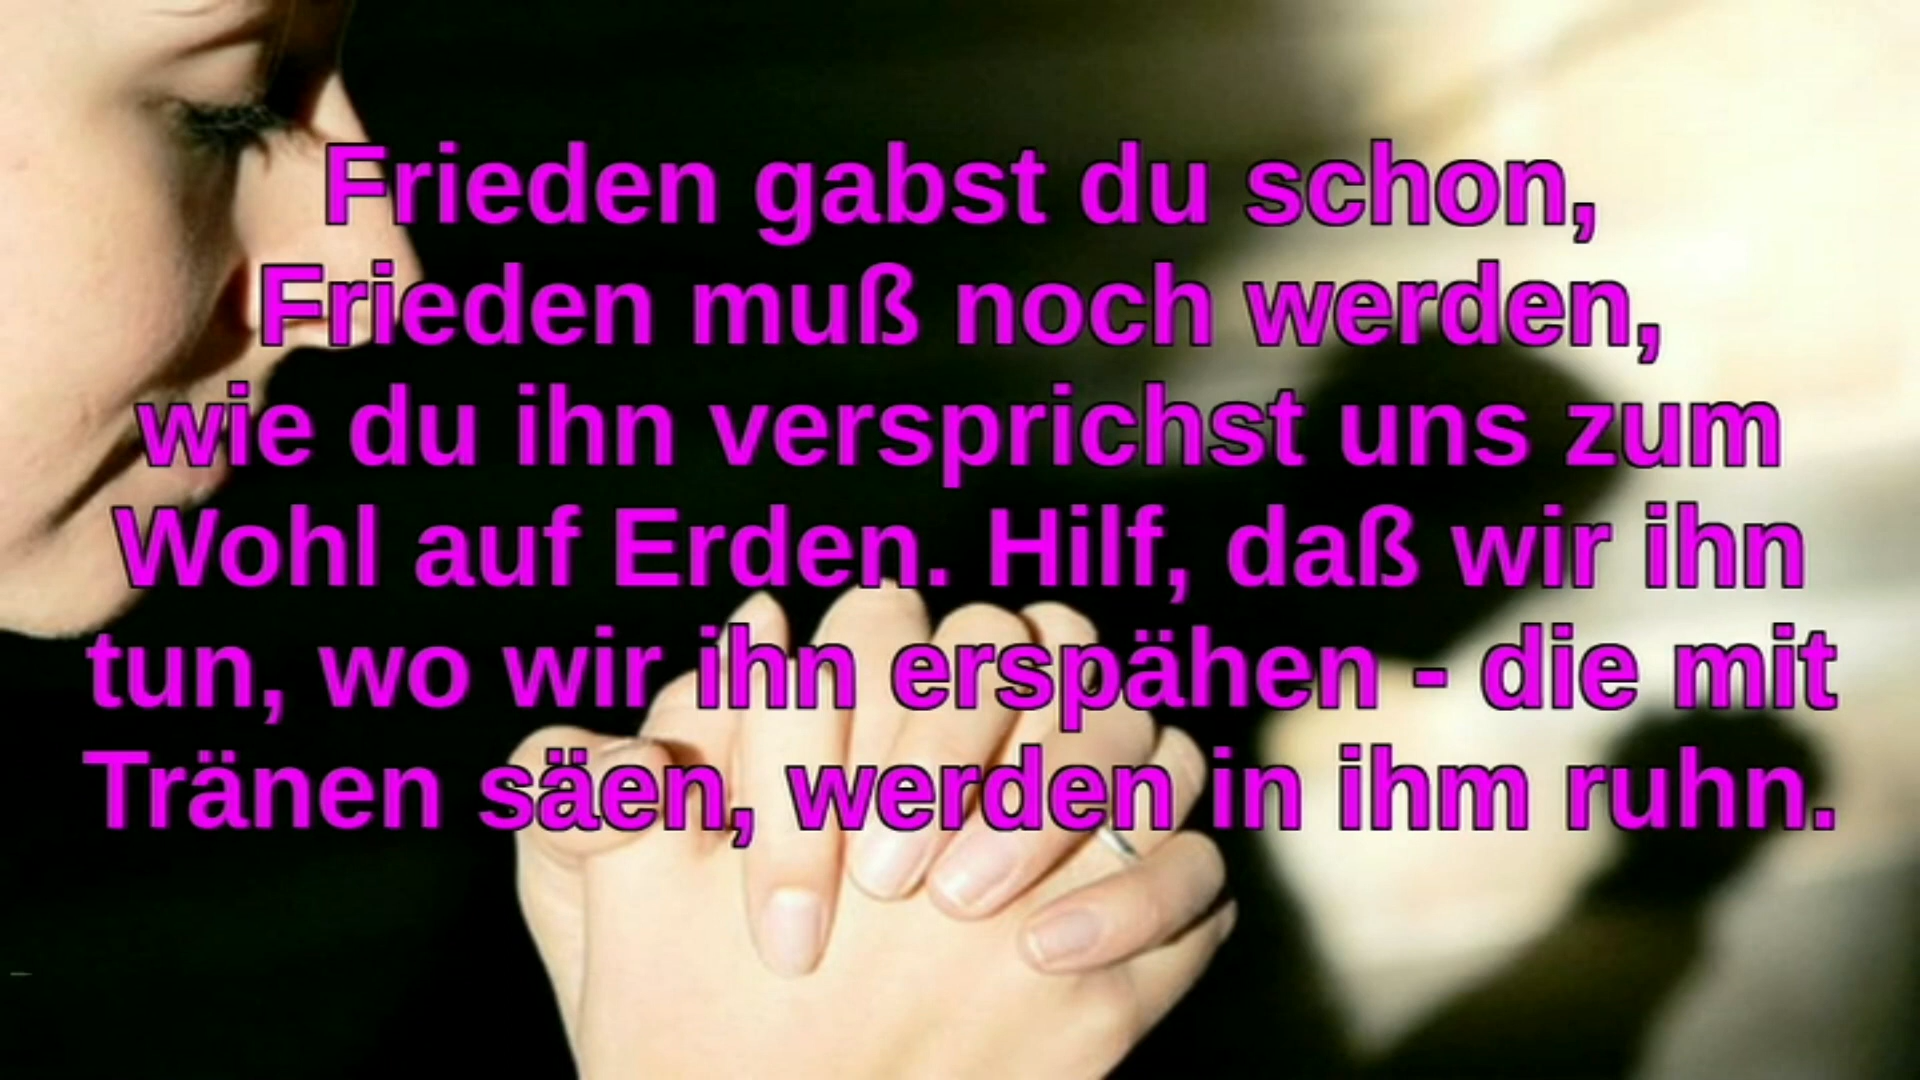 Frieden gabst du schon,
Frieden muß noch werden,
wie du ihn versprichst uns zum
Wohl auf Erden. Hilf, daß wir ihn
tun, wo wir ihn erspähen - die mit
Tränen säen, werden in ihm ruhn.